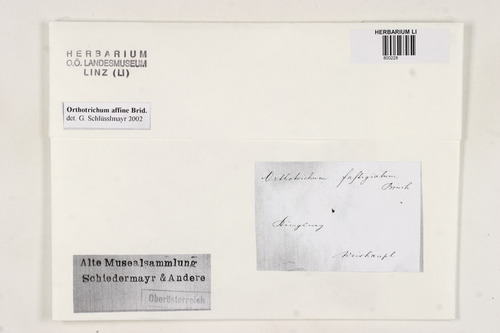 HERBARIUM
O.Ö. LANDESMUSEUM
LINZ (LI)
HERBARIUM LI
800228
Orthotrichum affine Brid.
det. G. Schlüsslmayr 2002
Orthotrichum fastigiatum
Bruch
Alte Musealsammlung
Schiedermayr & Andere
Oberösterreich